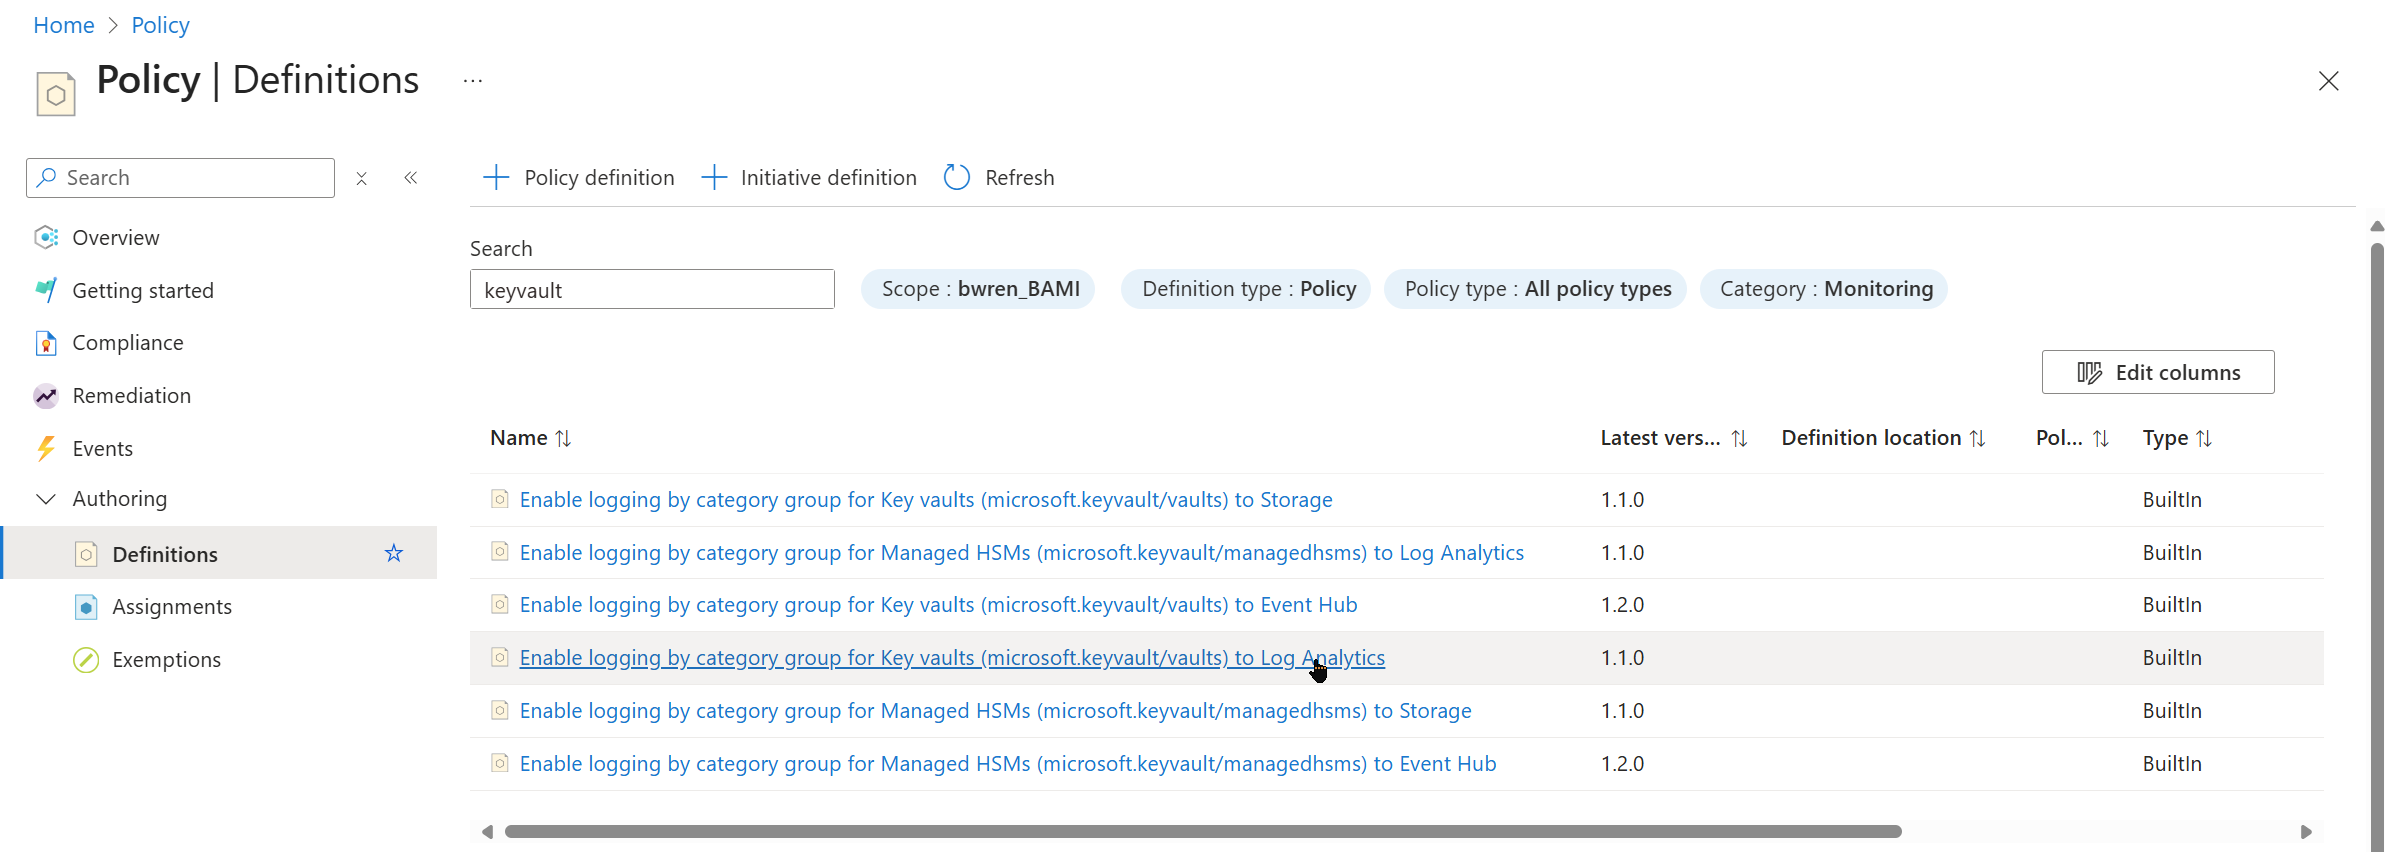 Home > Policy
Policy | Definitions ...
Search
Overview
Getting started
Compliance
Remediation
Events
Authoring
Definitions
Assignments
Exemptions
Policy definition Initiative definition Refresh
Search
keyvault Scope : bwren_BAMI Definition type : Policy Policy type : All policy types Category : Monitoring
Edit columns
Name Latest vers... Definition location Pol... Type
Enable logging by category group for Key vaults (microsoft.keyvault/vaults) to Storage 1.1.0 BuiltIn
Enable logging by category group for Managed HSMs (microsoft.keyvault/managedhsms) to Log Analytics 1.1.0 BuiltIn
Enable logging by category group for Key vaults (microsoft.keyvault/vaults) to Event Hub 1.2.0 BuiltIn
Enable logging by category group for Key vaults (microsoft.keyvault/vaults) to Log Analytics 1.1.0 BuiltIn
Enable logging by category group for Managed HSMs (microsoft.keyvault/managedhsms) to Storage 1.1.0 BuiltIn
Enable logging by category group for Managed HSMs (microsoft.keyvault/managedhsms) to Event Hub 1.2.0 BuiltIn